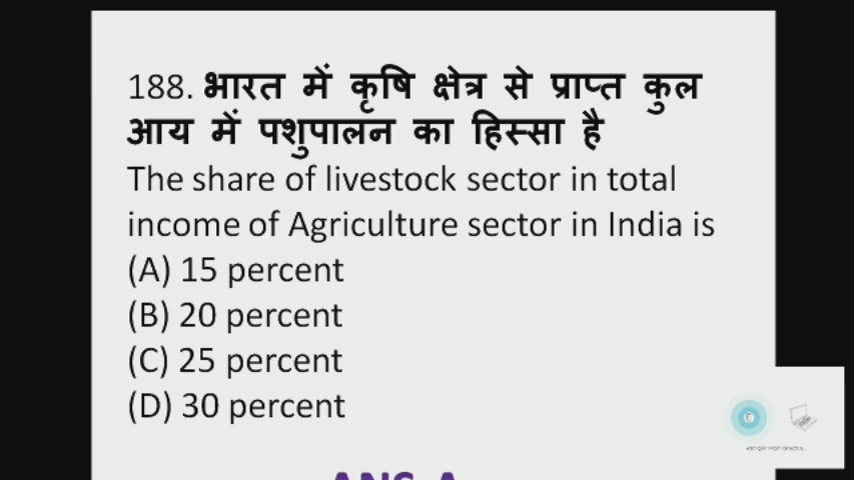 188. भारत में कृषि क्षेत्र से प्राप्त कुल
आय में पशुपालन का हिस्सा है
The share of livestock sector in total
income of Agriculture sector in India is
(A) 15 percent
(B) 20 percent
(C) 25 percent
(D) 30 percent